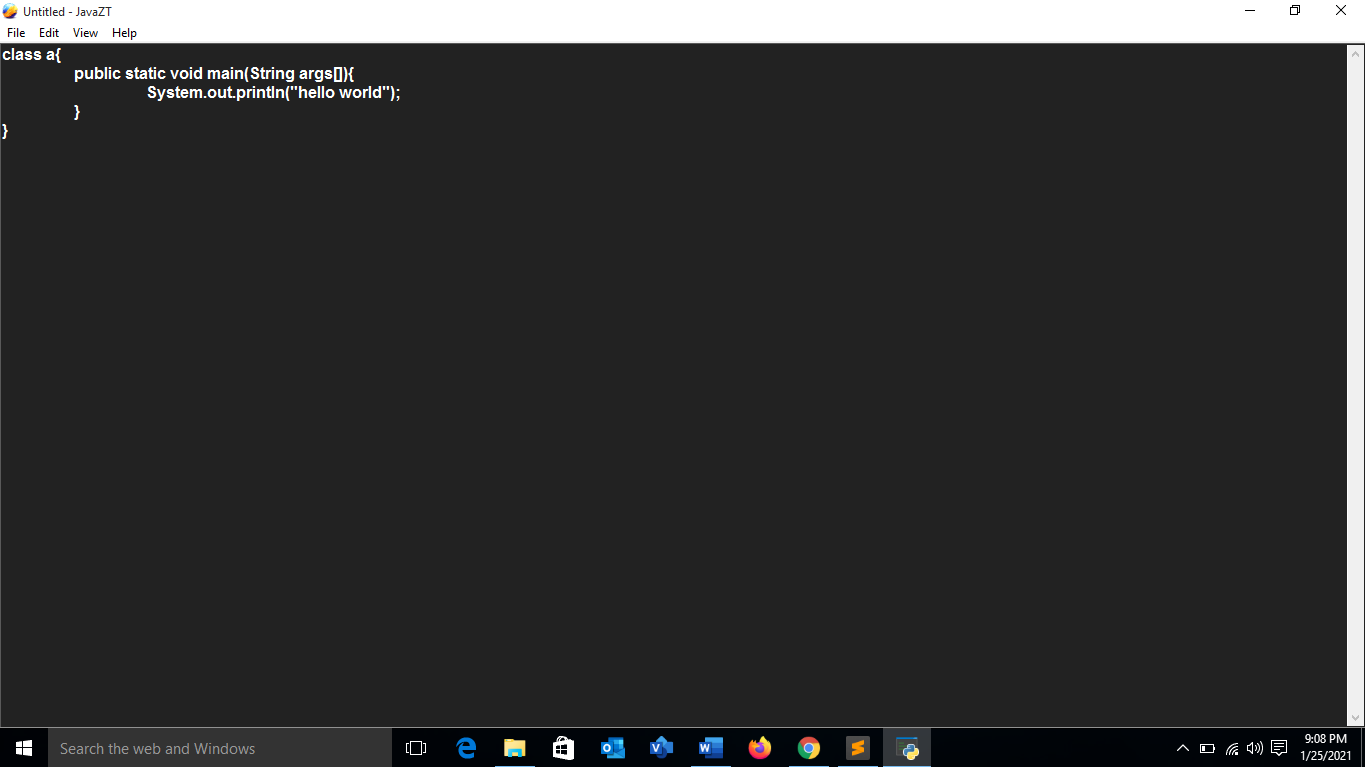 Untitled - JavaZT
File Edit View Help
class a{
public static void main(String args[]){
System.out.println("hello world");
}
}
Search the web and Windows
9:08 PM
1/25/2021